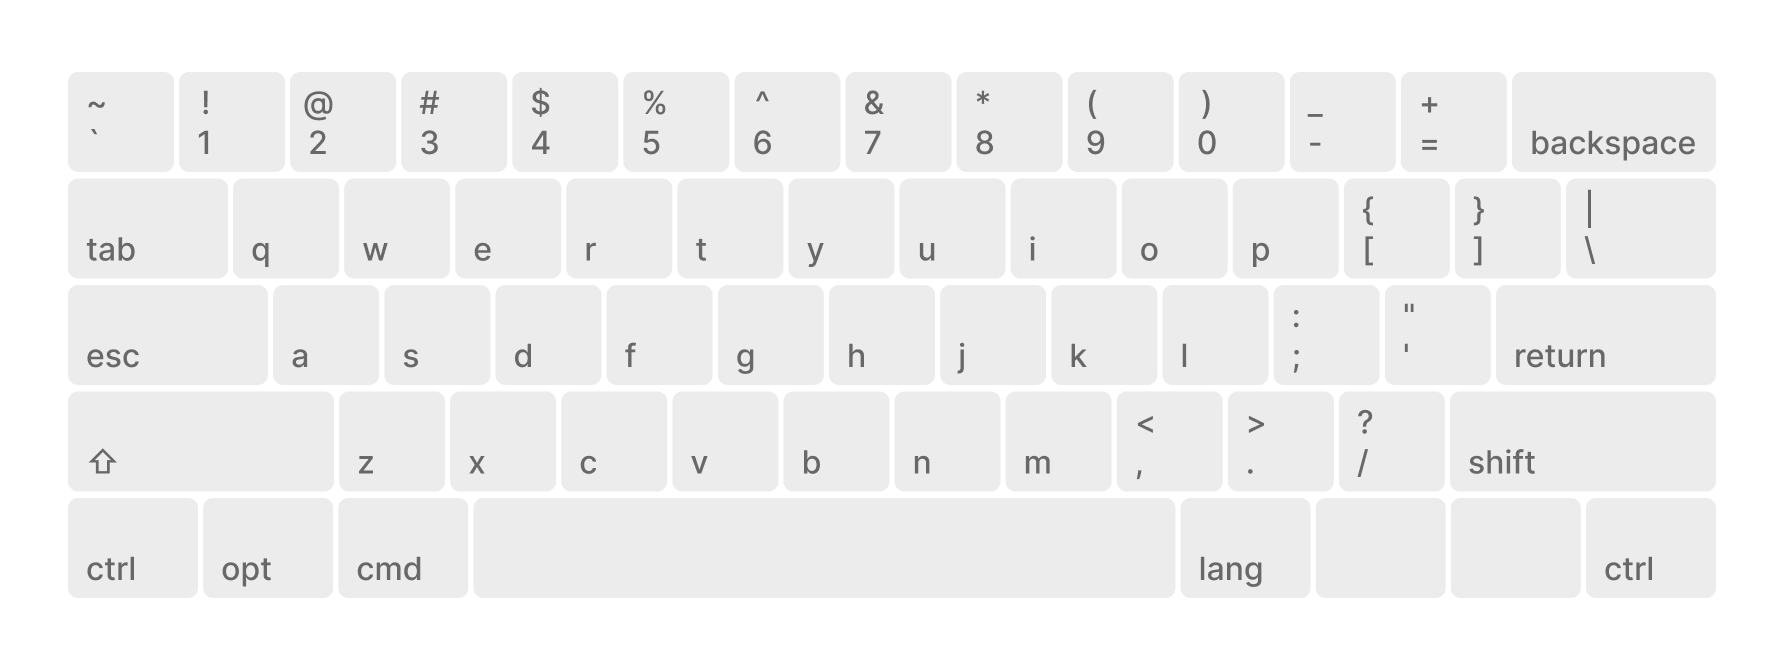 ~ ! @ # $ % ^ & * ( ) _ +
` 1 2 3 4 5 6 7 8 9 0 - = backspace
{ } |
tab q w e r t y u i o p [ ] \
: "
esc a s d f g h j k l ; ' return
< > ?
⇧ z x c v b n m , . / shift
ctrl opt cmd lang ctrl